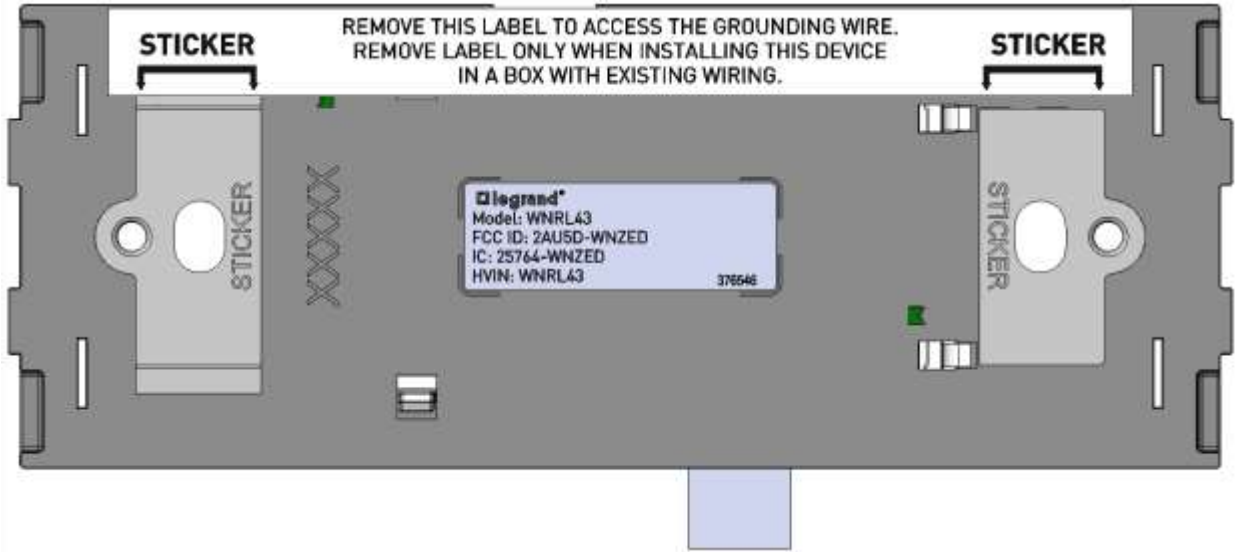 REMOVE THIS LABEL TO ACCESS THE GROUNDING WIRE.
REMOVE LABEL ONLY WHEN INSTALLING THIS DEVICE
IN A BOX WITH EXISTING WIRING.
STICKER
STICKER
STICKER
legrand®
Model: WNRL43
FCC ID: 2AU5D-WNZED
IC: 25764-WNZED
HVIN: WNRL43
376546
STICKER